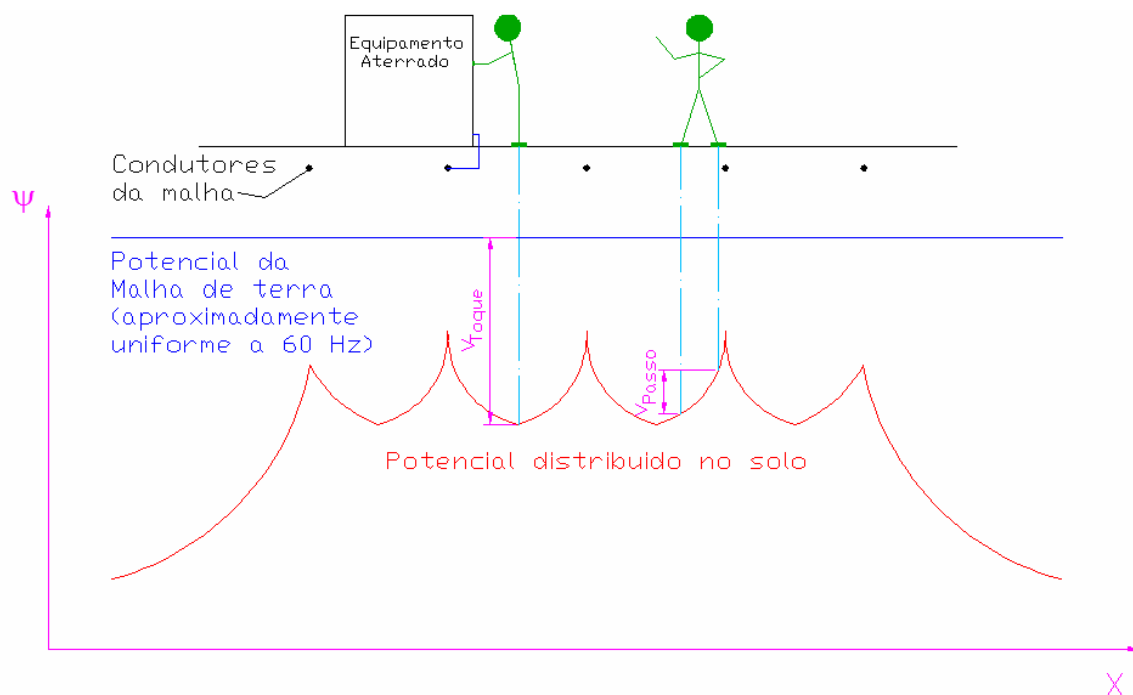 Equipamento
Aterrado
Condutores
da malha
Ψ
Potencial da
Malha de terra
(aproximadamente
uniforme a 60 Hz)
VToque
VPasso
Potencial distribuido no solo
X